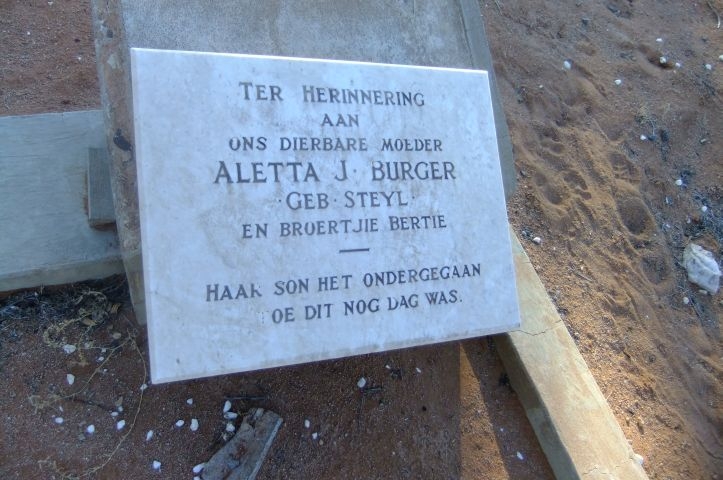 TER HERINNERING
AAN
ONS DIERBARE MOEDER
ALETTA J. BURGER
·GEB·STEYL·
EN BROERTJIE BERTIE
—
HAAR SON HET ONDERGEGAAN
OE DIT NOG DAG WAS.